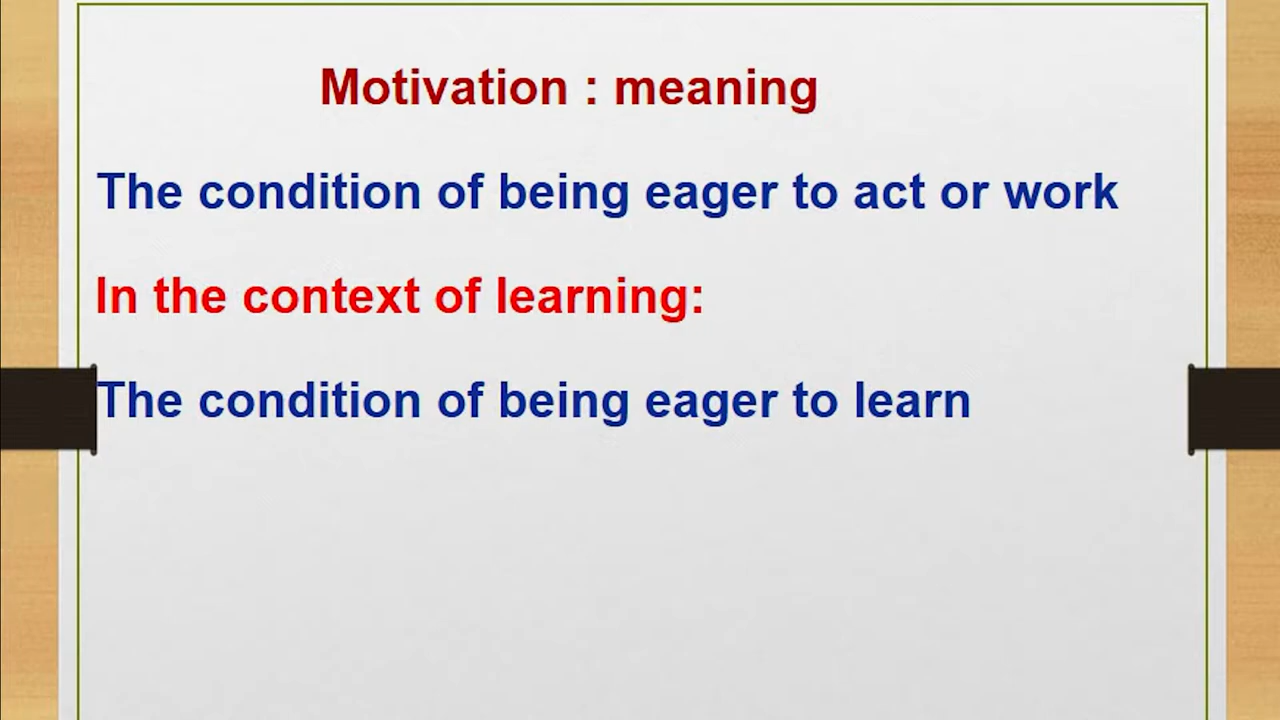 Motivation : meaning
The condition of being eager to act or work
In the context of learning:
The condition of being eager to learn